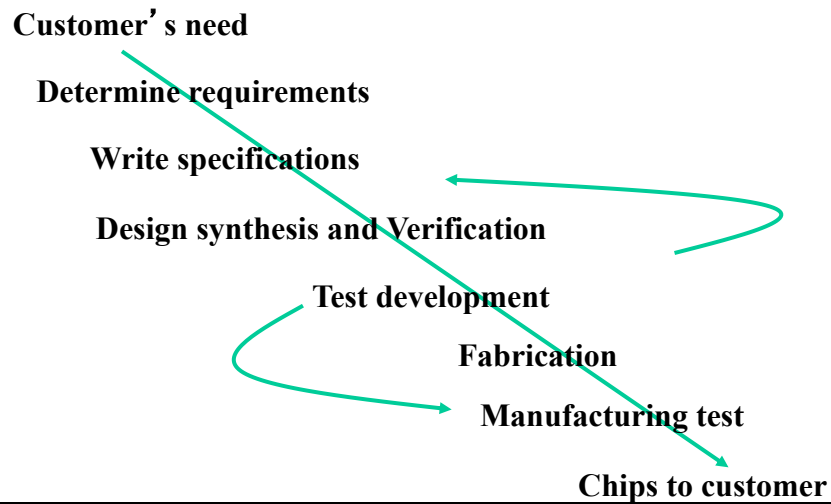 Customer’s need
Determine requirements
Write specifications
Design synthesis and Verification
Test development
Fabrication
Manufacturing test
Chips to customer